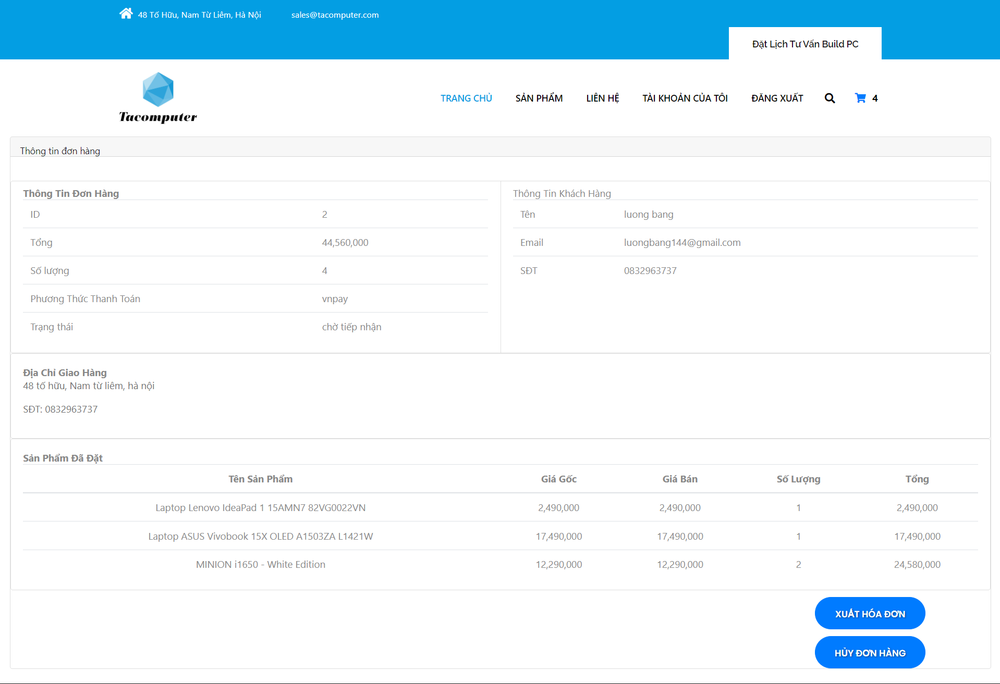 48 Tố Hữu, Nam Từ Liêm, Hà Nội
sales@tacomputer.com
Đặt Lịch Tư Vấn Build PC
Tacomputer
TRANG CHỦ
SẢN PHẨM
LIÊN HỆ
TÀI KHOẢN CỦA TÔI
ĐĂNG XUẤT
4
Thông tin đơn hàng
Thông Tin Đơn Hàng
ID 2
Tổng 44,560,000
Số lượng 4
Phương Thức Thanh Toán vnpay
Trạng thái chờ tiếp nhận
Thông Tin Khách Hàng
Tên luong bang
Email luongbang144@gmail.com
SĐT 0832963737
Địa Chỉ Giao Hàng
48 tố hữu, Nam từ liêm, hà nội
SĐT: 0832963737
Sản Phẩm Đã Đặt
Tên Sản Phẩm Giá Gốc Giá Bán Số Lượng Tổng
Laptop Lenovo IdeaPad 1 15AMN7 82VG0022VN 2,490,000 2,490,000 1 2,490,000
Laptop ASUS Vivobook 15X OLED A1503ZA L1421W 17,490,000 17,490,000 1 17,490,000
MINION i1650 - White Edition 12,290,000 12,290,000 2 24,580,000
XUẤT HÓA ĐƠN
HỦY ĐƠN HÀNG